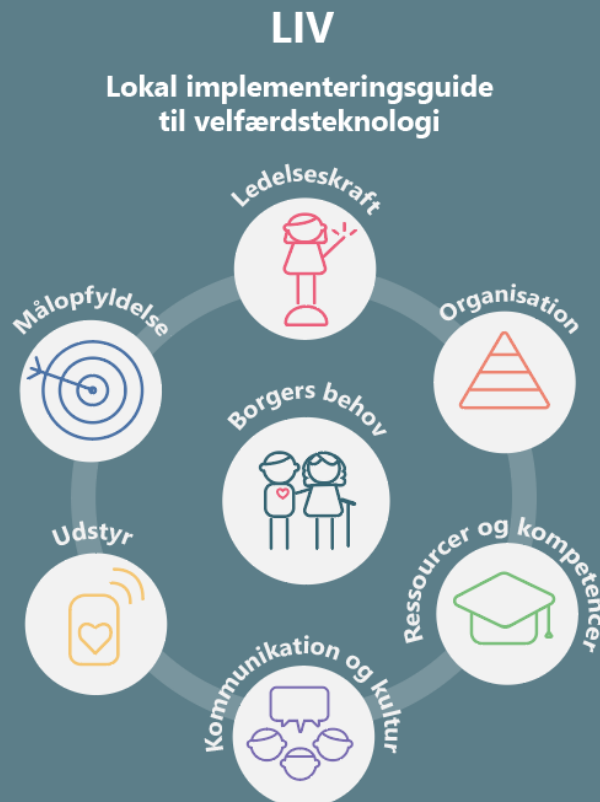 LIV
Lokal implementeringsguide
til velfærdsteknologi
Ledelseskraft
Organisation
Ressourcer og kompetencer
Kommunikation og kultur
Udstyr
Målopfyldelse
Borgers behov